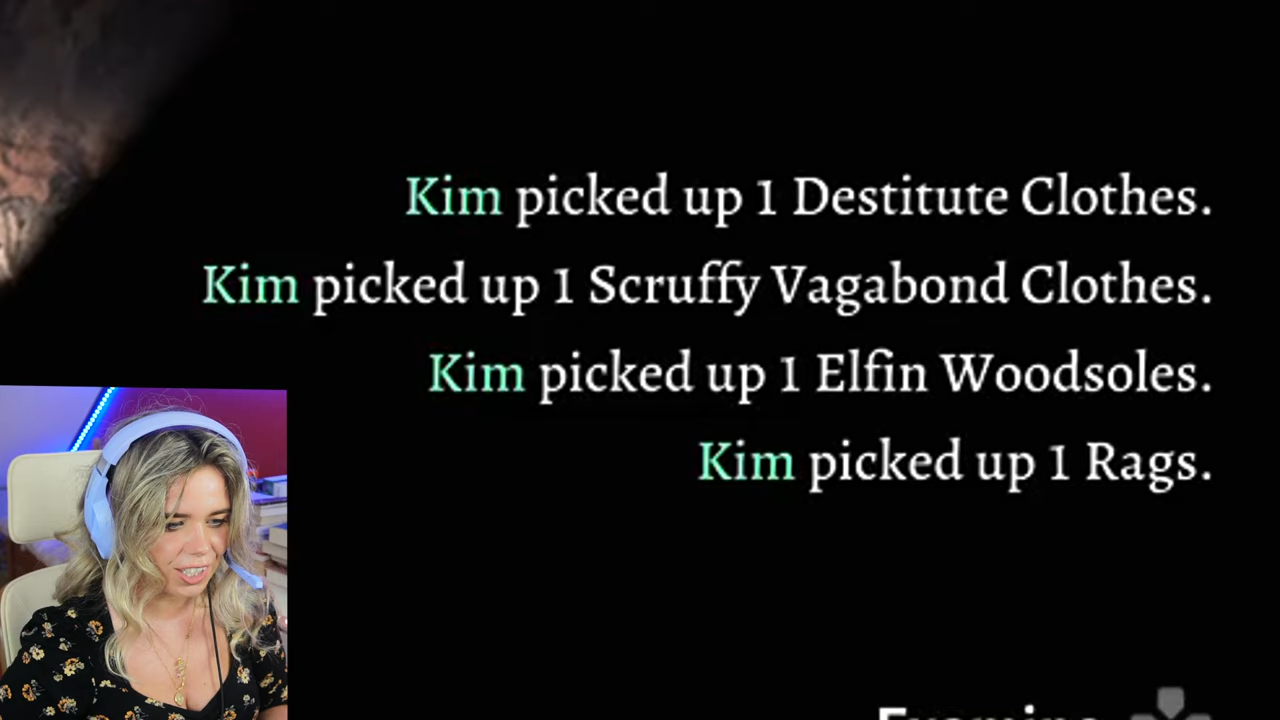 Kim picked up 1 Destitute Clothes.
Kim picked up 1 Scruffy Vagabond Clothes.
Kim picked up 1 Elfin Woodsoles.
Kim picked up 1 Rags.